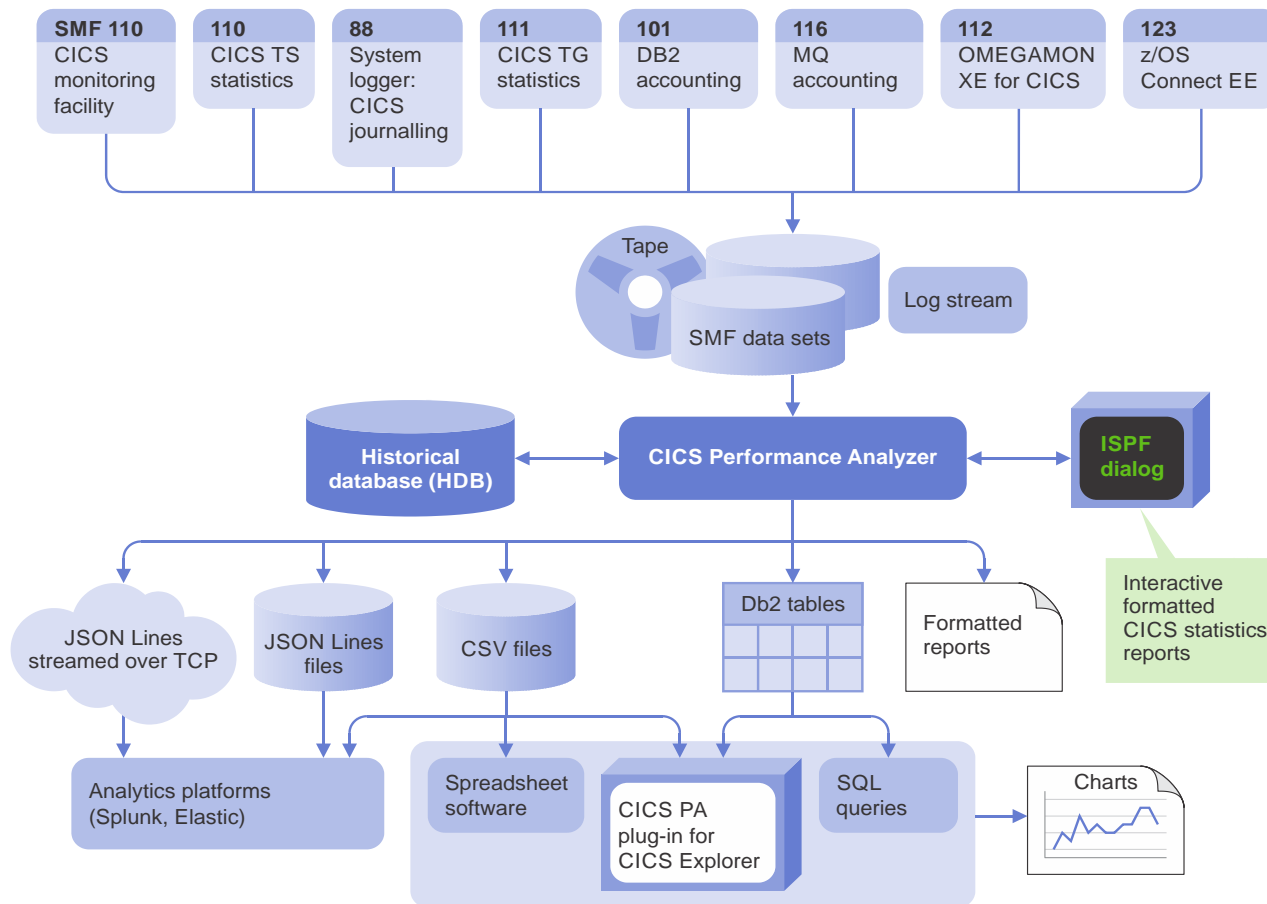 SMF 110
CICS
monitoring
facility
110
CICS TS
statistics
88
System
logger:
CICS
journalling
111
CICS TG
statistics
101
DB2
accounting
116
MQ
accounting
112
OMEGAMON
XE for CICS
123
z/OS
Connect EE
Tape
SMF data sets
Log stream
Historical
database (HDB)
CICS Performance Analyzer
ISPF
dialog
Interactive
formatted
CICS statistics
reports
JSON Lines
streamed over TCP
JSON Lines
files
CSV files
Db2 tables
Formatted
reports
Analytics platforms
(Splunk, Elastic)
Spreadsheet
software
CICS PA
plug-in for
CICS Explorer
SQL
queries
Charts